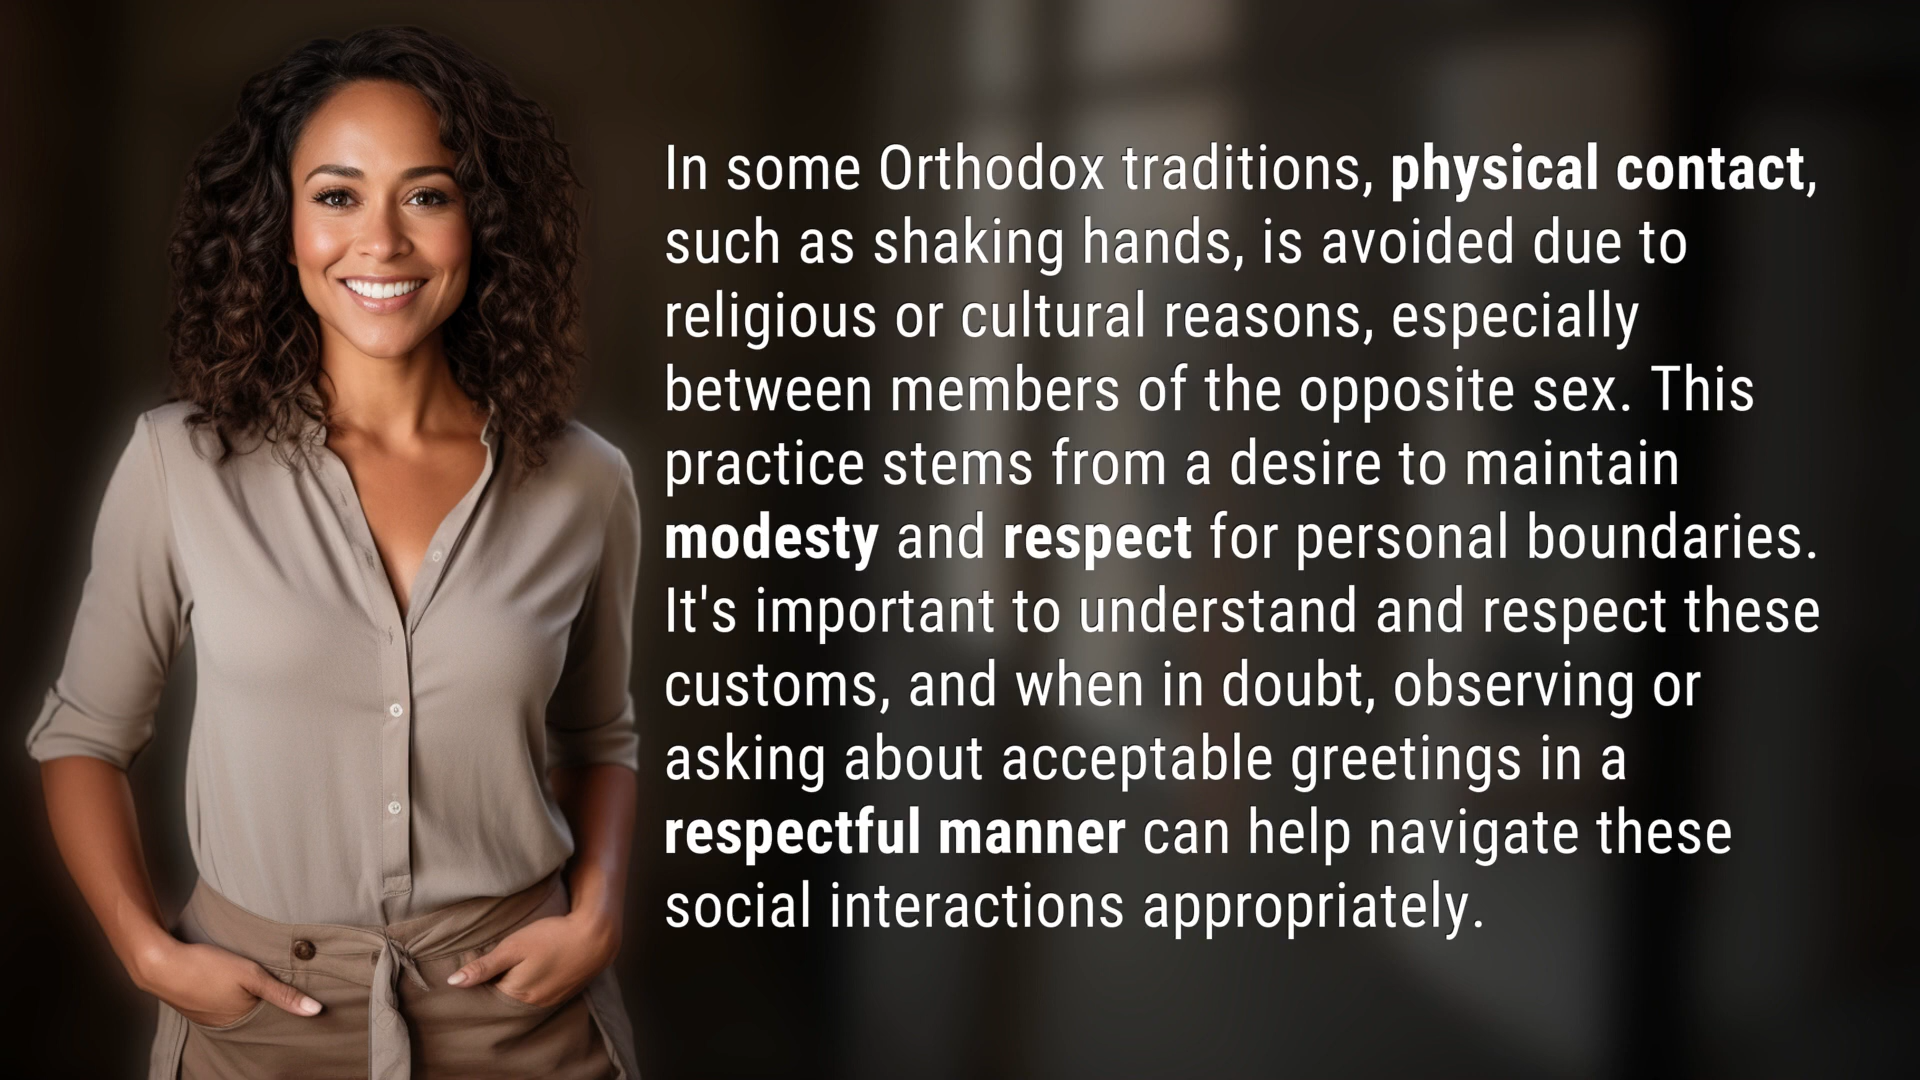 In some Orthodox traditions, physical contact,
such as shaking hands, is avoided due to
religious or cultural reasons, especially
between members of the opposite sex. This
practice stems from a desire to maintain
modesty and respect for personal boundaries.
It's important to understand and respect these
customs, and when in doubt, observing or
asking about acceptable greetings in a
respectful manner can help navigate these
social interactions appropriately.